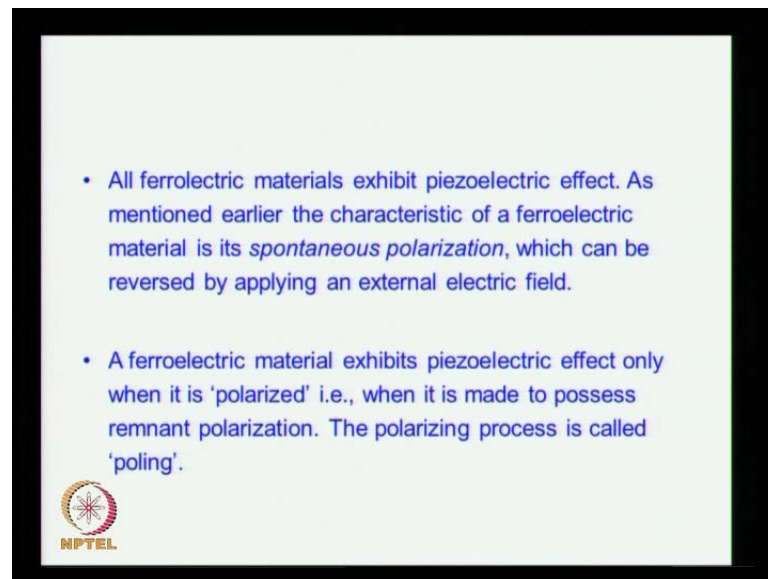 • All ferrolectric materials exhibit piezoelectric effect. As
mentioned earlier the characteristic of a ferroelectric
material is its spontaneous polarization, which can be
reversed by applying an external electric field.
• A ferroelectric material exhibits piezoelectric effect only
when it is ‘polarized’ i.e., when it is made to possess
remnant polarization. The polarizing process is called
‘poling’.
NPTEL